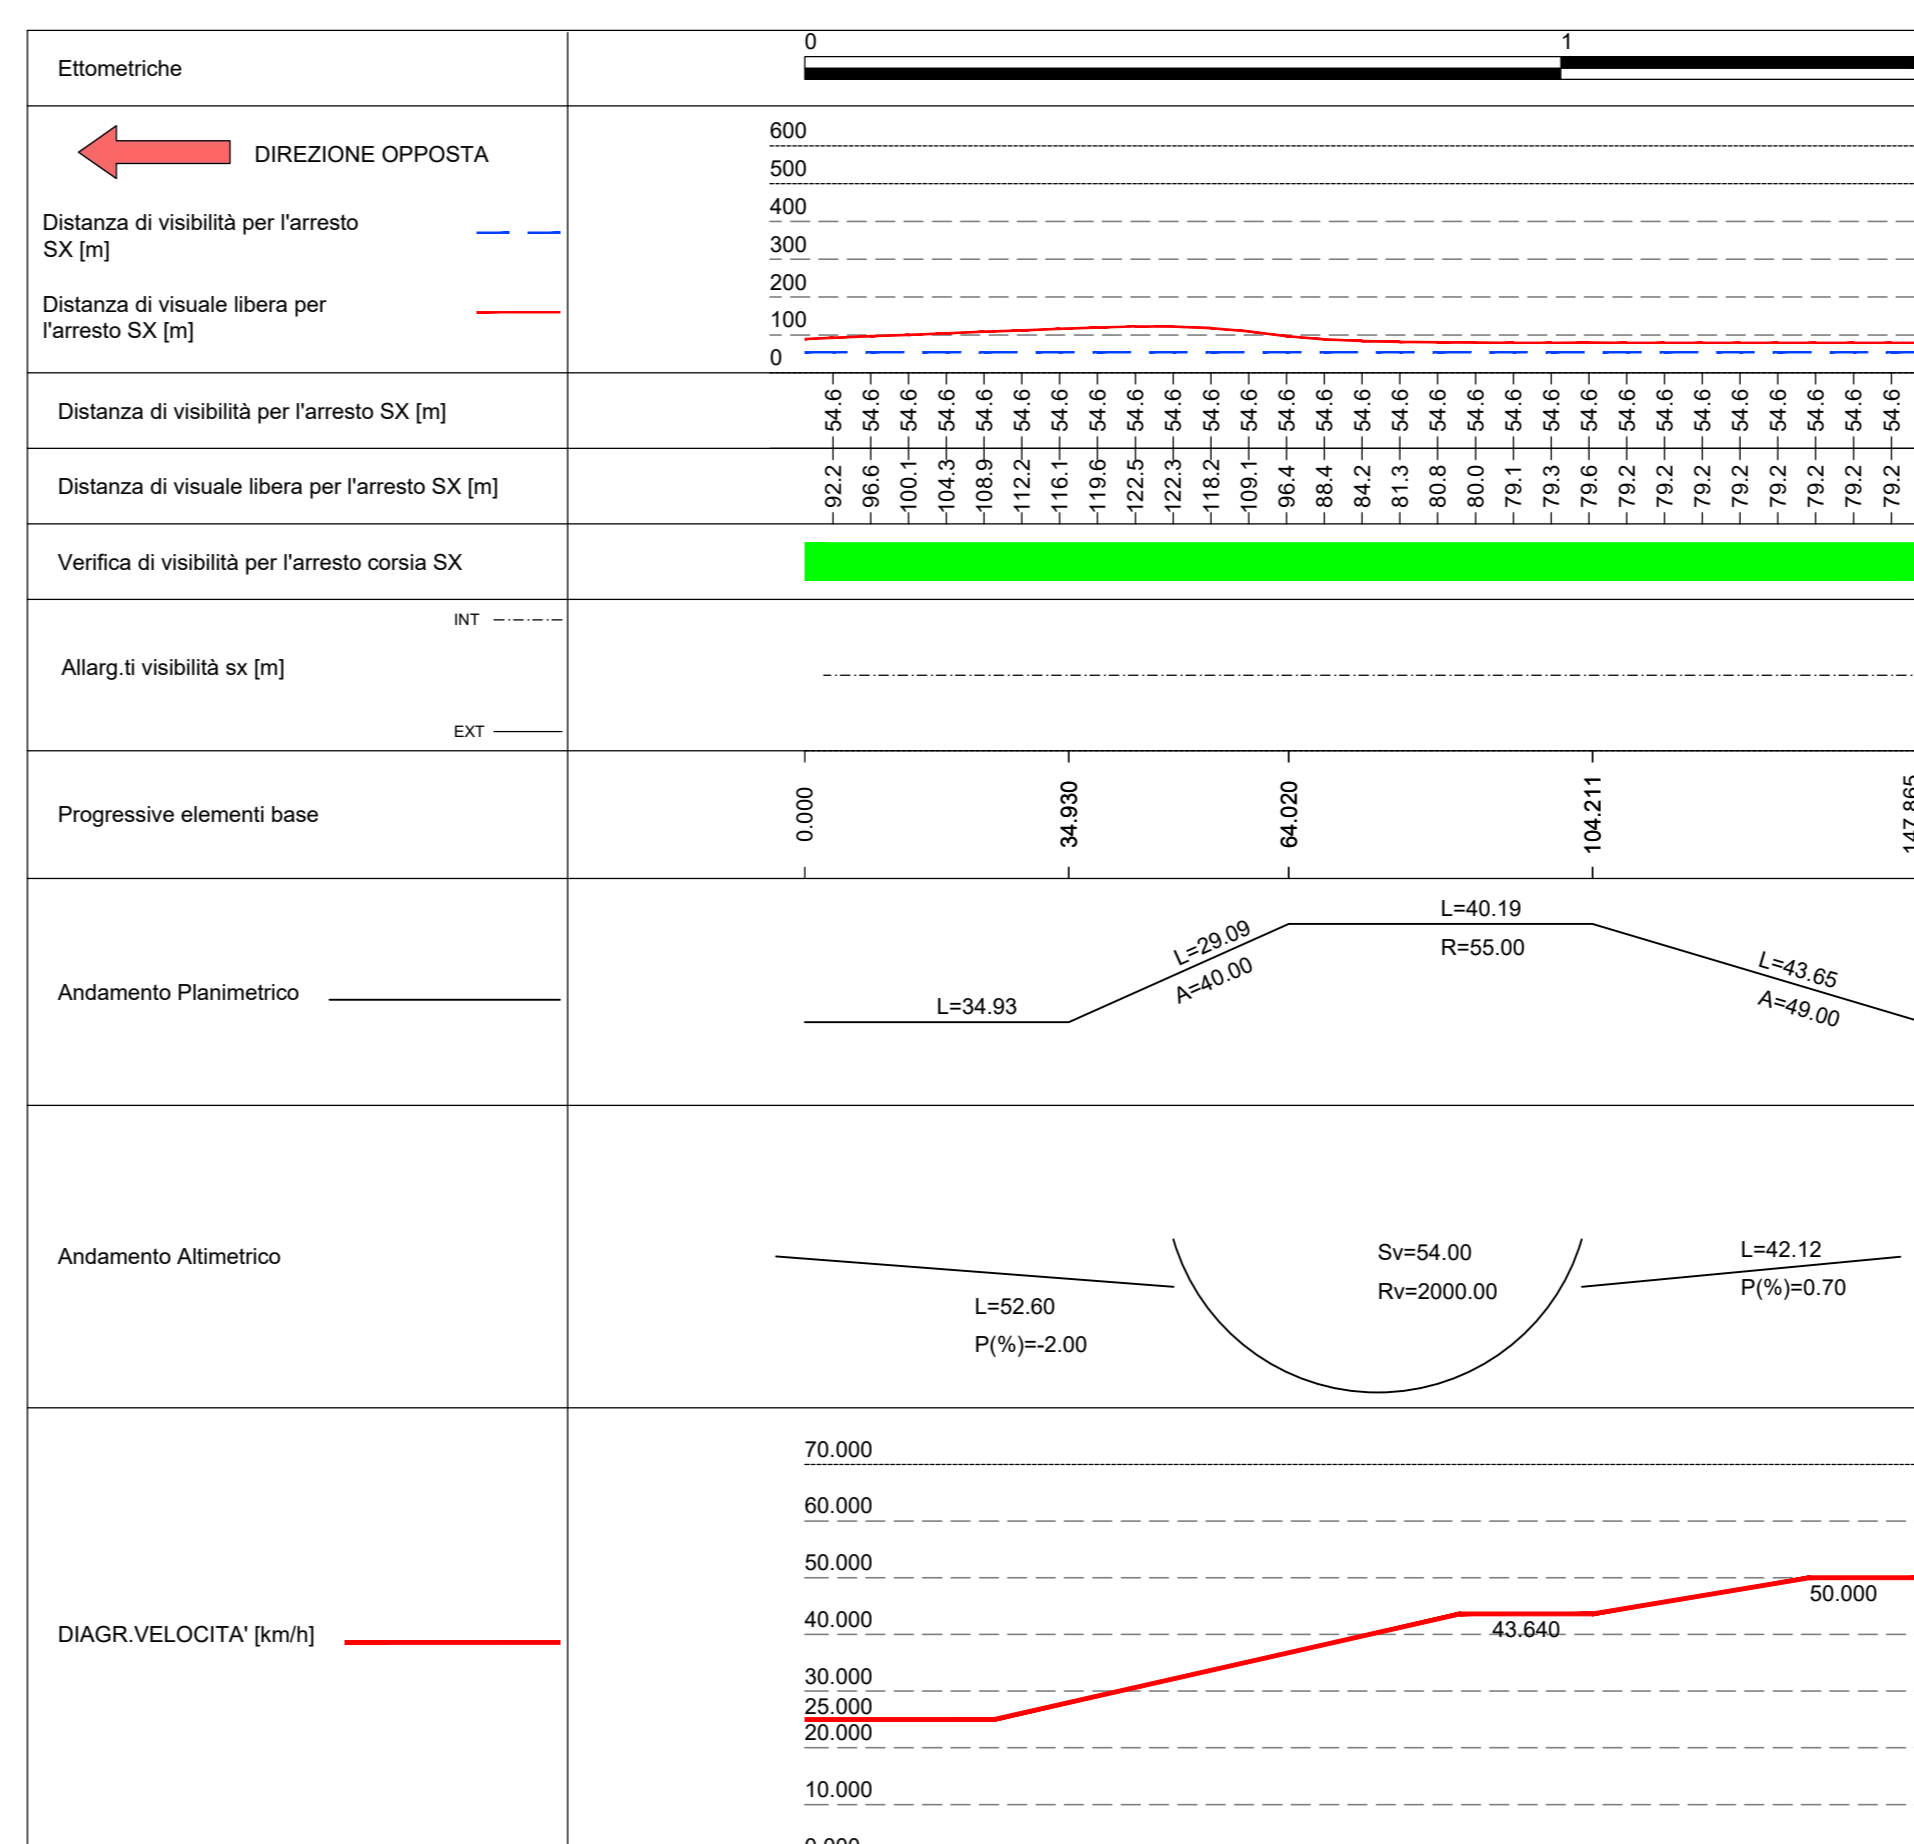 Ettometriche
0 1
DIREZIONE OPPOSTA
Distanza di visibilità per l'arresto
SX [m]
Distanza di visuale libera per
l'arresto SX [m]
600
500
400
300
200
100
0
Distanza di visibilità per l'arresto SX [m]
54.6 54.6 54.6 54.6 54.6 54.6 54.6 54.6 54.6 54.6 54.6 54.6 54.6 54.6 54.6 54.6 54.6 54.6 54.6 54.6 54.6 54.6 54.6 54.6 54.6 54.6 54.6 54.6 54.6
Distanza di visuale libera per l'arresto SX [m]
92.2 96.6 100.1 104.3 108.9 112.2 116.1 119.6 122.5 122.3 118.2 109.1 96.4 88.4 84.2 81.3 80.8 80.0 79.1 79.3 79.6 79.2 79.2 79.2 79.2 79.2 79.2 79.2 79.2
Verifica di visibilità per l'arresto corsia SX
INT
Allarg.ti visibilità sx [m]
EXT
Progressive elementi base
0.000 34.930 64.020 104.211 147.865
Andamento Planimetrico
L=34.93
L=29.09
A=40.00
L=40.19
R=55.00
L=43.65
A=49.00
Andamento Altimetrico
L=52.60
P(%)=-2.00
Sv=54.00
Rv=2000.00
L=42.12
P(%)=0.70
DIAGR.VELOCITA' [km/h]
70.000
60.000
50.000
50.000
40.000
43.640
30.000
25.000
20.000
10.000
0.000